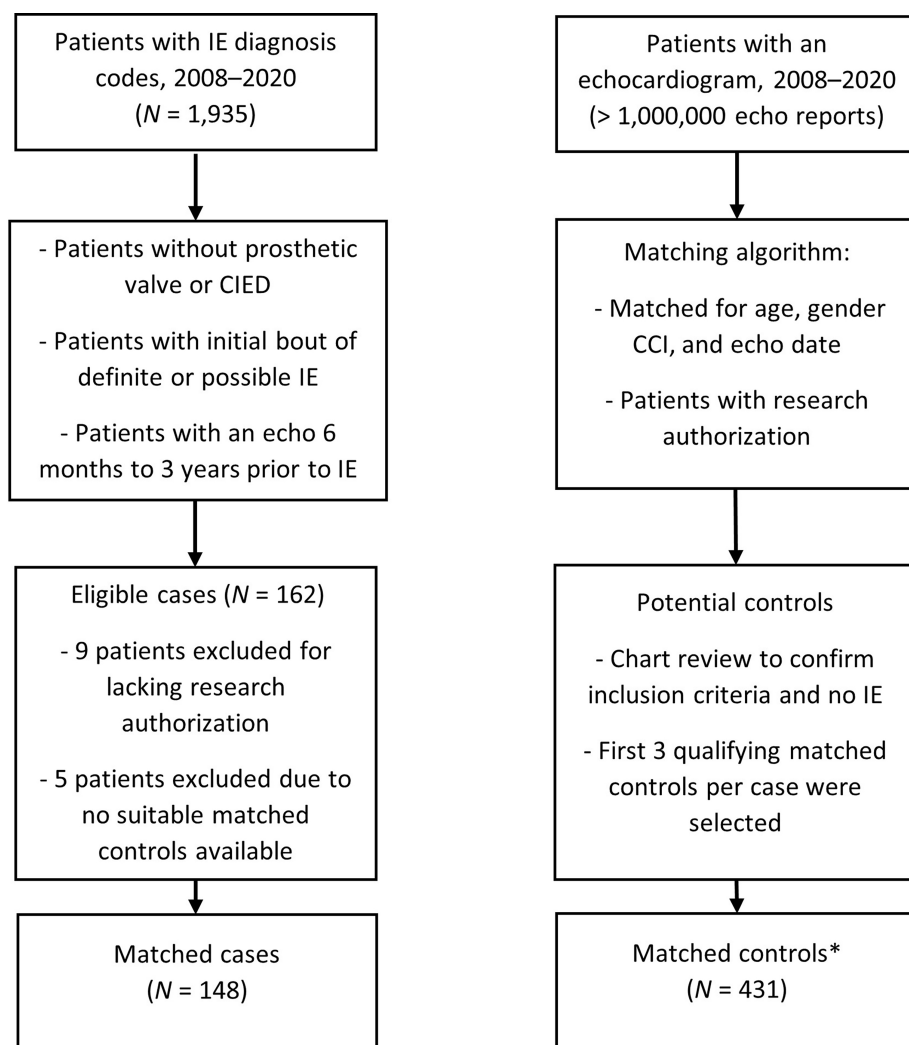 Patients with IE diagnosis
codes, 2008–2020
(N = 1,935)
- Patients without prosthetic
valve or CIED
- Patients with initial bout of
definite or possible IE
- Patients with an echo 6
months to 3 years prior to IE
Eligible cases (N = 162)
- 9 patients excluded for
lacking research
authorization
- 5 patients excluded due to
no suitable matched
controls available
Matched cases
(N = 148)
Patients with an
echocardiogram, 2008–2020
(> 1,000,000 echo reports)
Matching algorithm:
- Matched for age, gender
CCI, and echo date
- Patients with research
authorization
Potential controls
- Chart review to confirm
inclusion criteria and no IE
- First 3 qualifying matched
controls per case were
selected
Matched controls*
(N = 431)